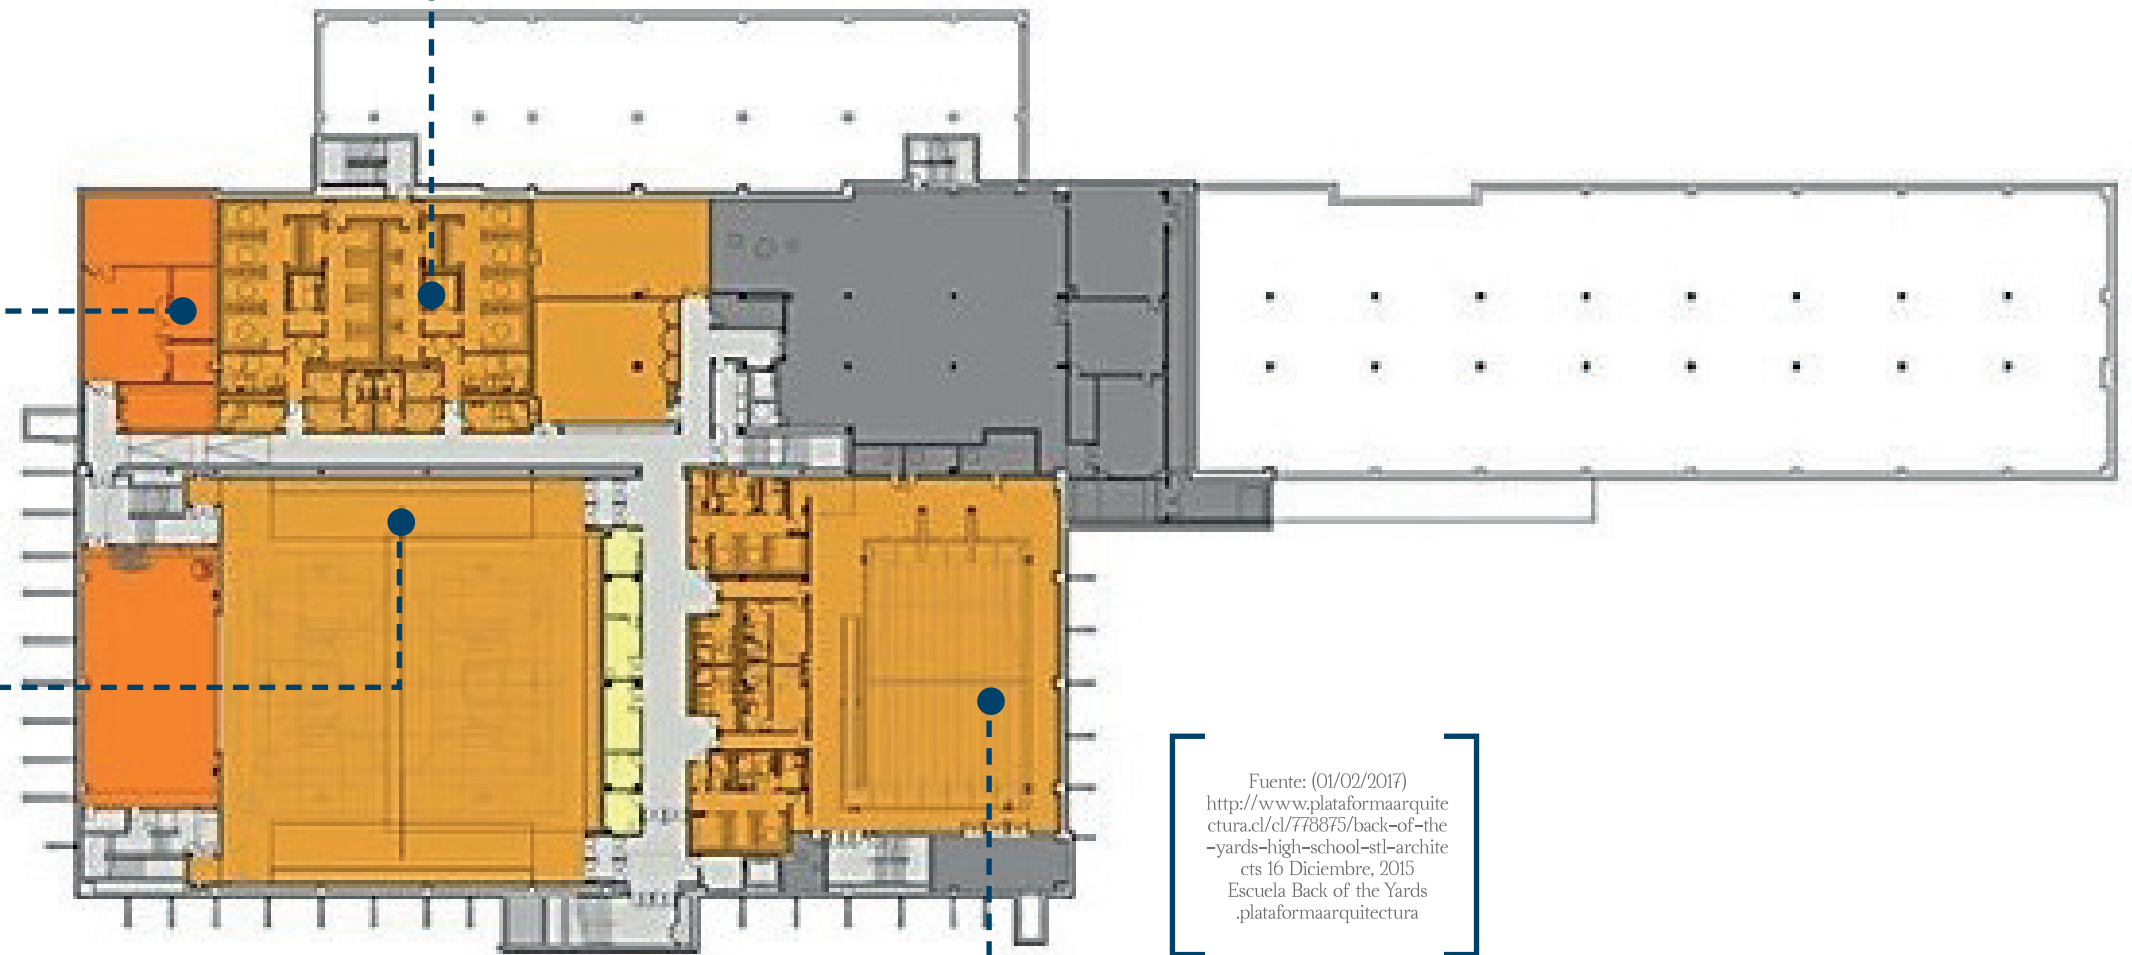 Fuente: (01/02/2017)
http://www.plataformaarquite
ctura.cl/cl/778875/back-of-the
-yards-high-school-stl-archite
cts 16 Diciembre, 2015
Escuela Back of the Yards
.plataformaarquitectura